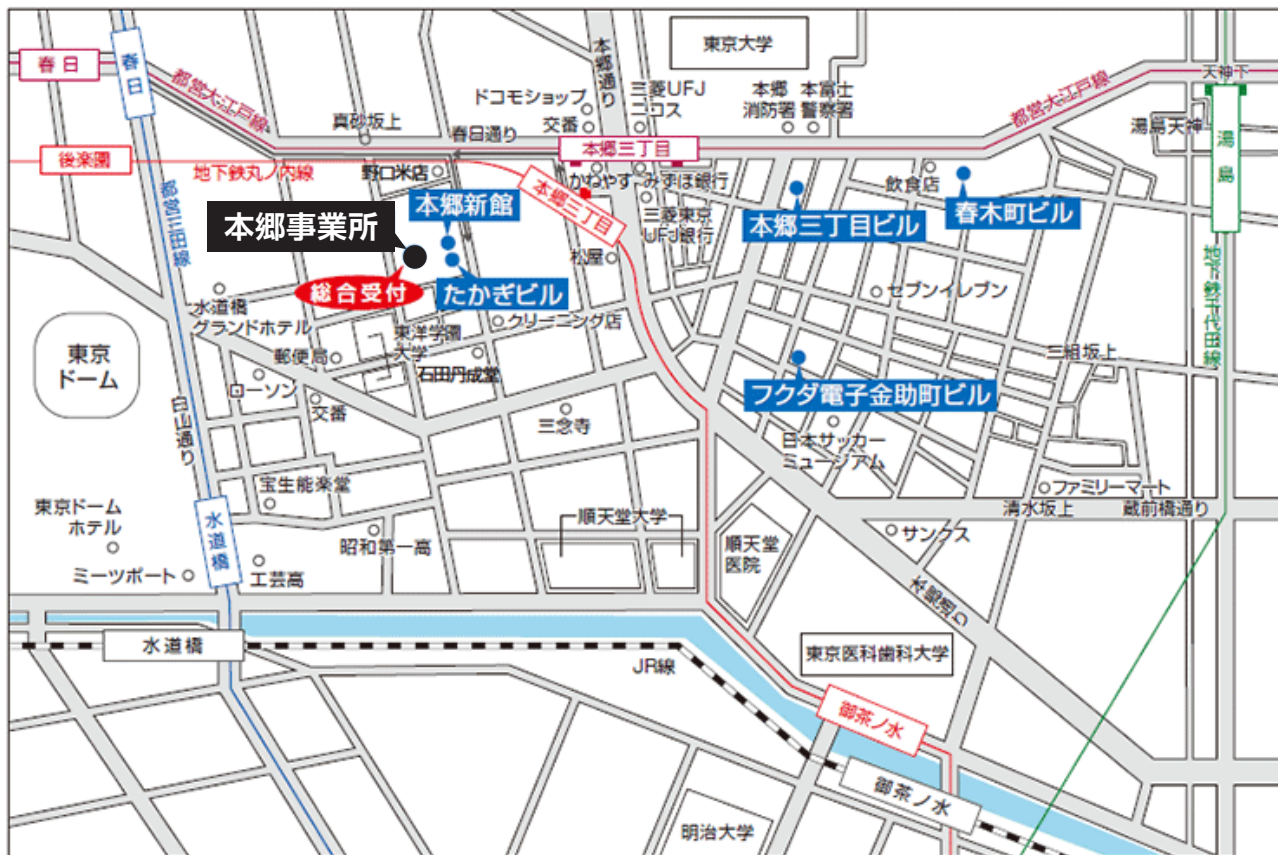 東京大学
本郷通り
春日
春日
都営大江戸線
ドコモショップ
交番
三菱UFJ
ニコス
本郷
消防署
本富士
警察署
都営大江戸線
天神下
湯島天神
湯島
真砂坂上
春日通り
本郷三丁目
後楽園
地下鉄丸ノ内線
野口米店
かねやす
みずほ銀行
飲食店
本郷三丁目
本郷新館
本郷事業所
総合受付
たかぎビル
三菱東京
UFJ銀行
松屋
本郷三丁目ビル
春木町ビル
都営三田線
地下鉄千代田線
水道橋
グランドホテル
東洋学園
大学
クリーニング店
セブンイレブン
東京
ドーム
郵便局
石田丹成堂
三組坂上
ローソン
交番
フクダ電子金助町ビル
白山通り
三念寺
日本サッカー
ミュージアム
宝生能楽堂
ファミリーマート
東京ドーム
ホテル
順天堂大学
清水坂上
蔵前橋通り
水道橋
昭和第一高
順天堂
医院
サンクス
ミーツポート
工芸高
本郷通り
水道橋
JR線
東京医科歯科大学
御茶ノ水
御茶ノ水
明治大学